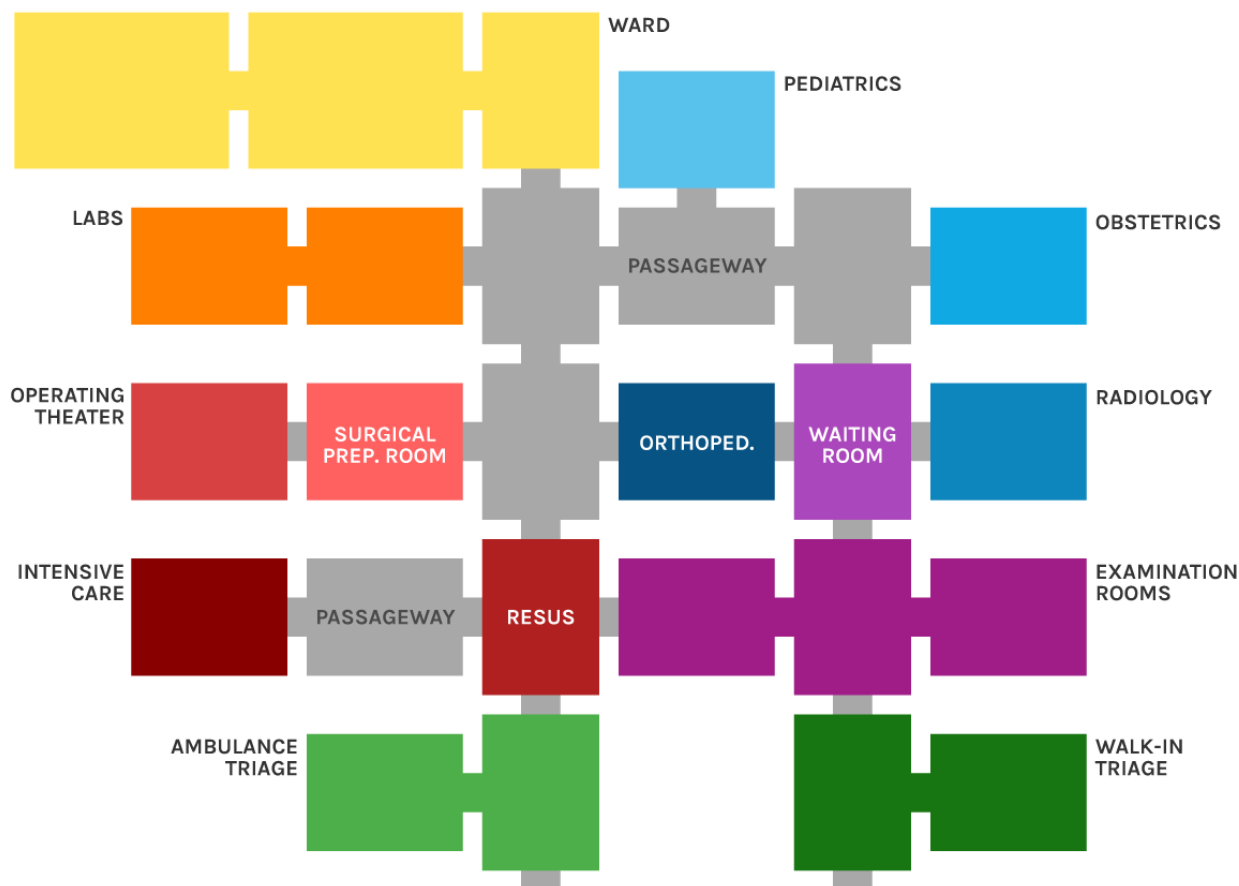 WARD
PEDIATRICS
LABS
OBSTETRICS
PASSAGEWAY
OPERATING
THEATER
SURGICAL
PREP. ROOM
ORTHOPED.
WAITING
ROOM
RADIOLOGY
INTENSIVE
CARE
PASSAGEWAY
RESUS
EXAMINATION
ROOMS
AMBULANCE
TRIAGE
WALK-IN
TRIAGE